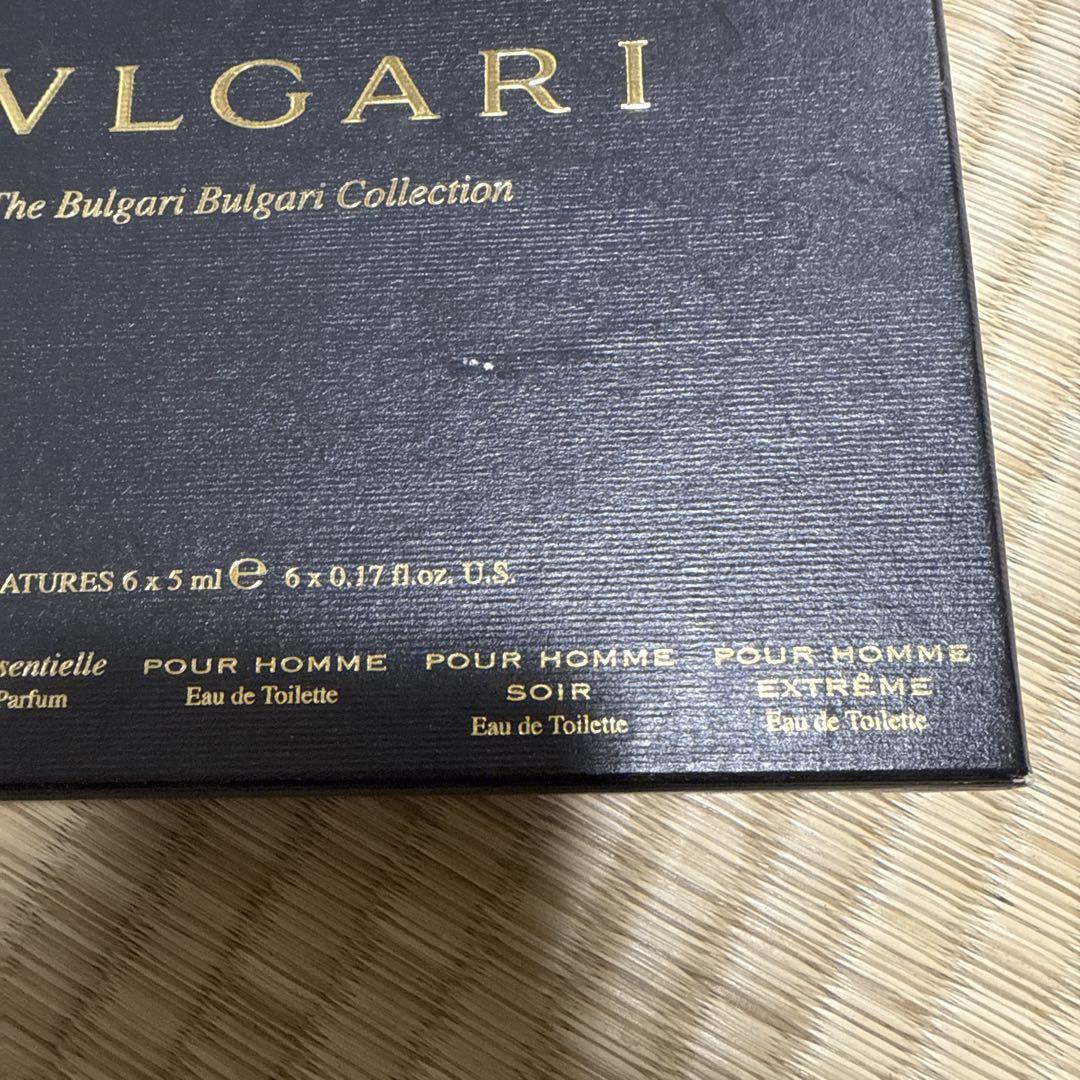 VLGARI
The Bulgari Bulgari Collection
ATURES 6 x 5 ml ℮ 6 x 0.17 fl.oz. U.S.
sentielle
Parfum
POUR HOMME
Eau de Toilette
POUR HOMME
SOIR
Eau de Toilette
POUR HOMME
EXTRÊME
Eau de Toilette